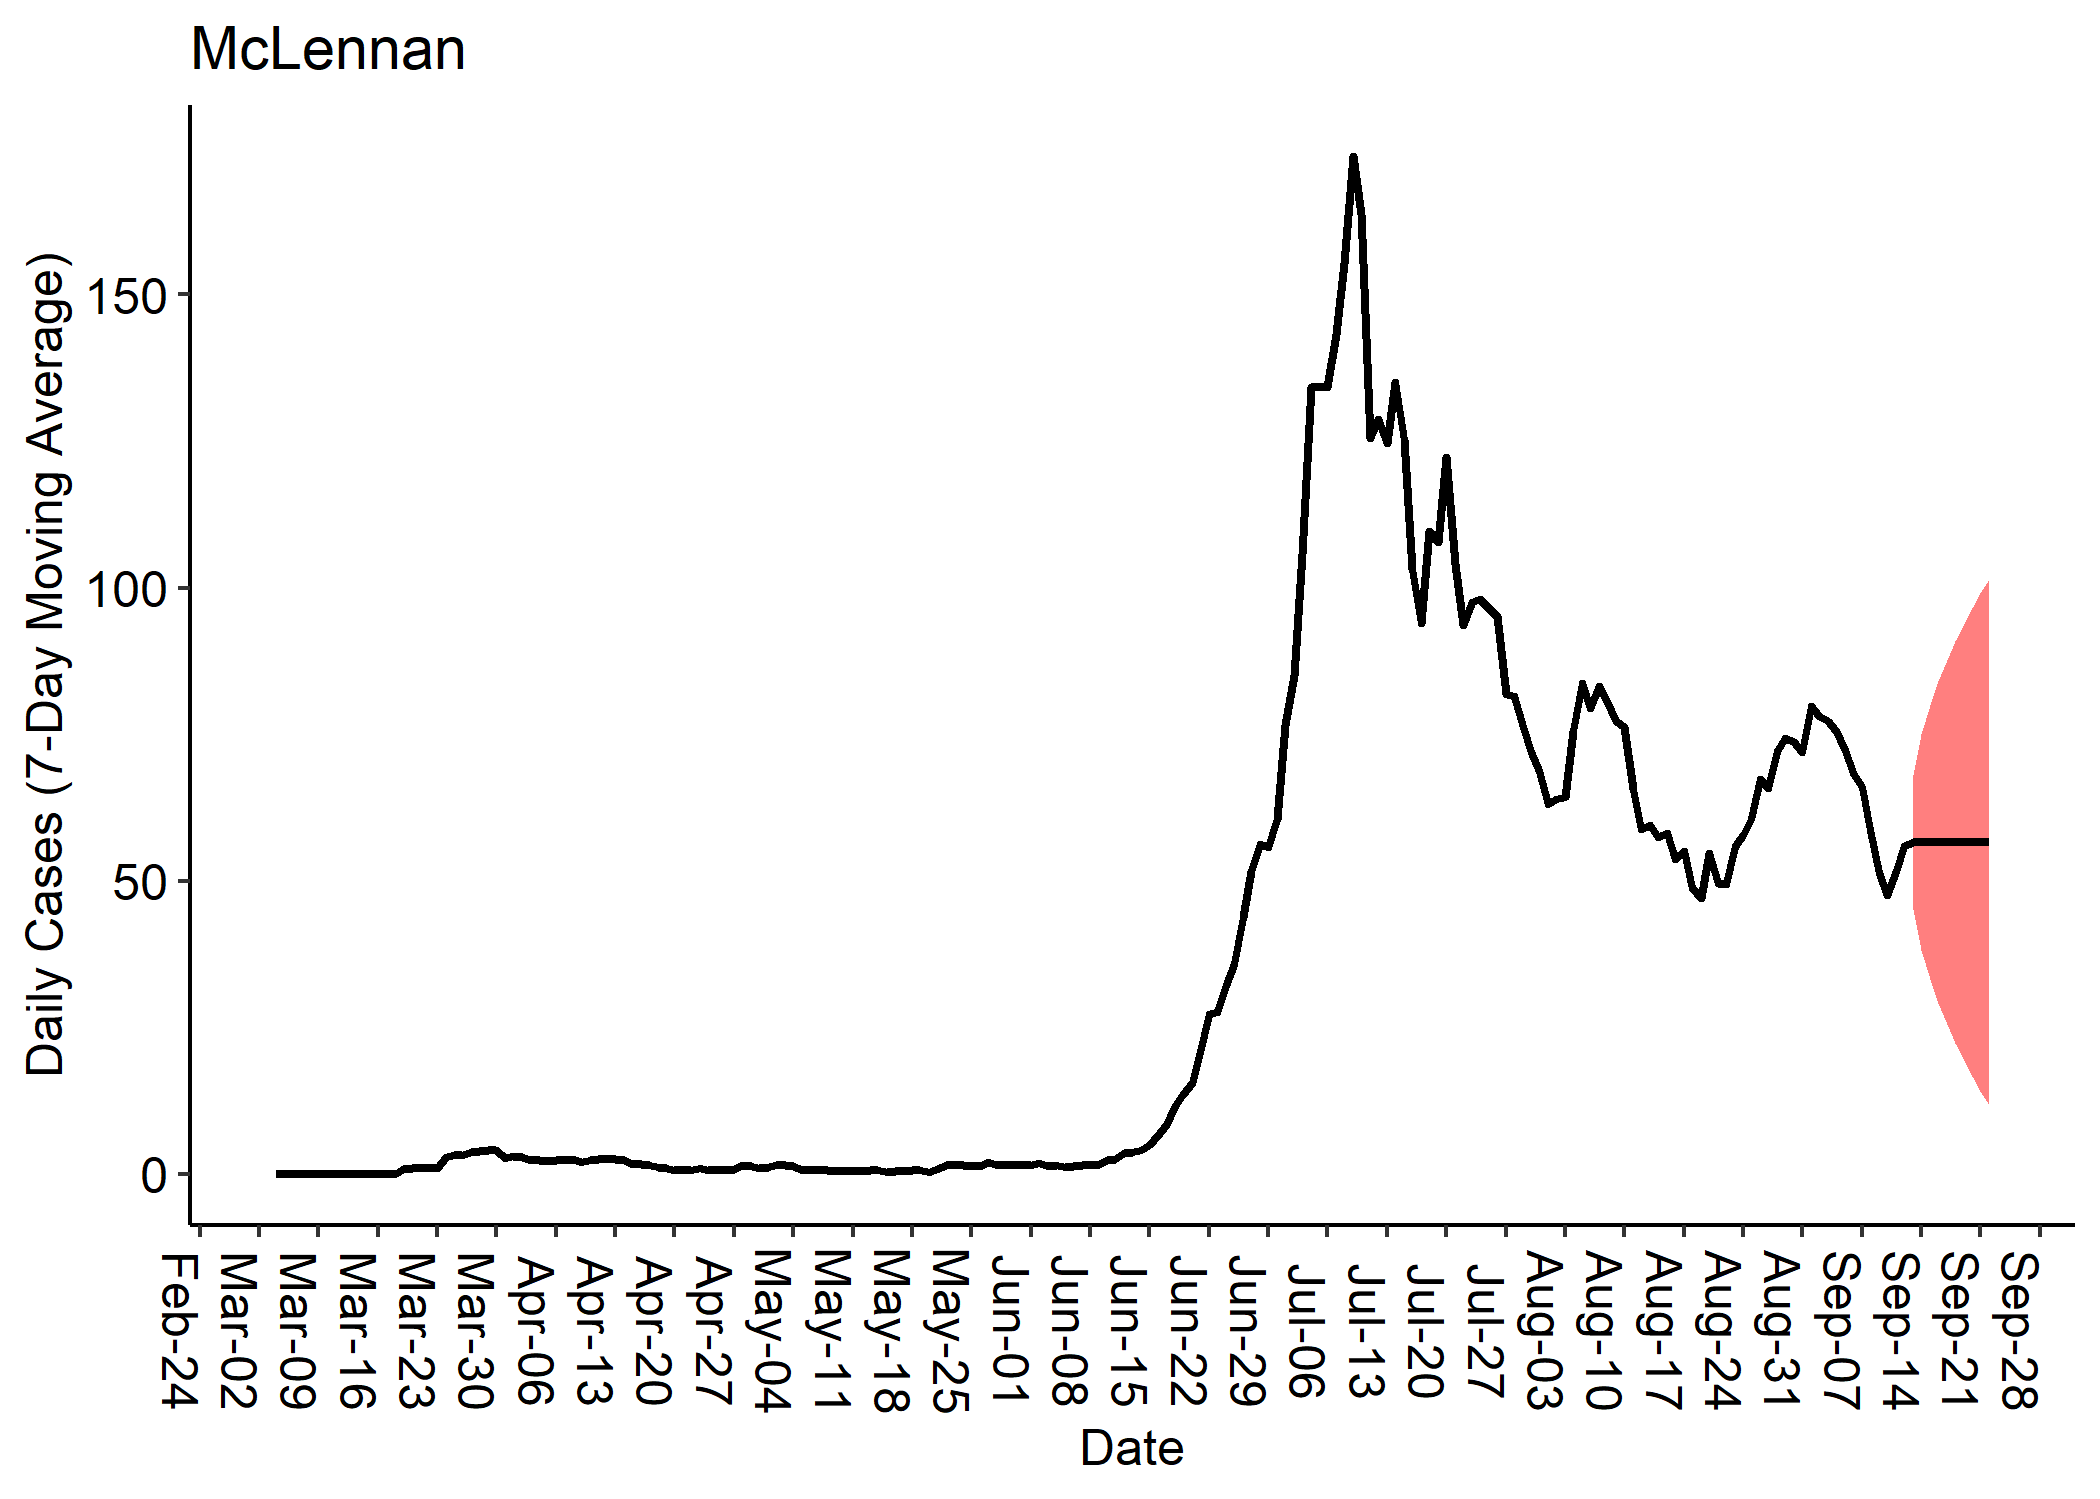 McLennan
Daily Cases (7-Day Moving Average)
150
100
50
0
Feb-24
Mar-02
Mar-09
Mar-16
Mar-23
Mar-30
Apr-06
Apr-13
Apr-20
Apr-27
May-04
May-11
May-18
May-25
Jun-01
Jun-08
Jun-15
Jun-22
Jun-29
Jul-06
Jul-13
Jul-20
Jul-27
Aug-03
Aug-10
Aug-17
Aug-24
Aug-31
Sep-07
Sep-14
Sep-21
Sep-28
Date